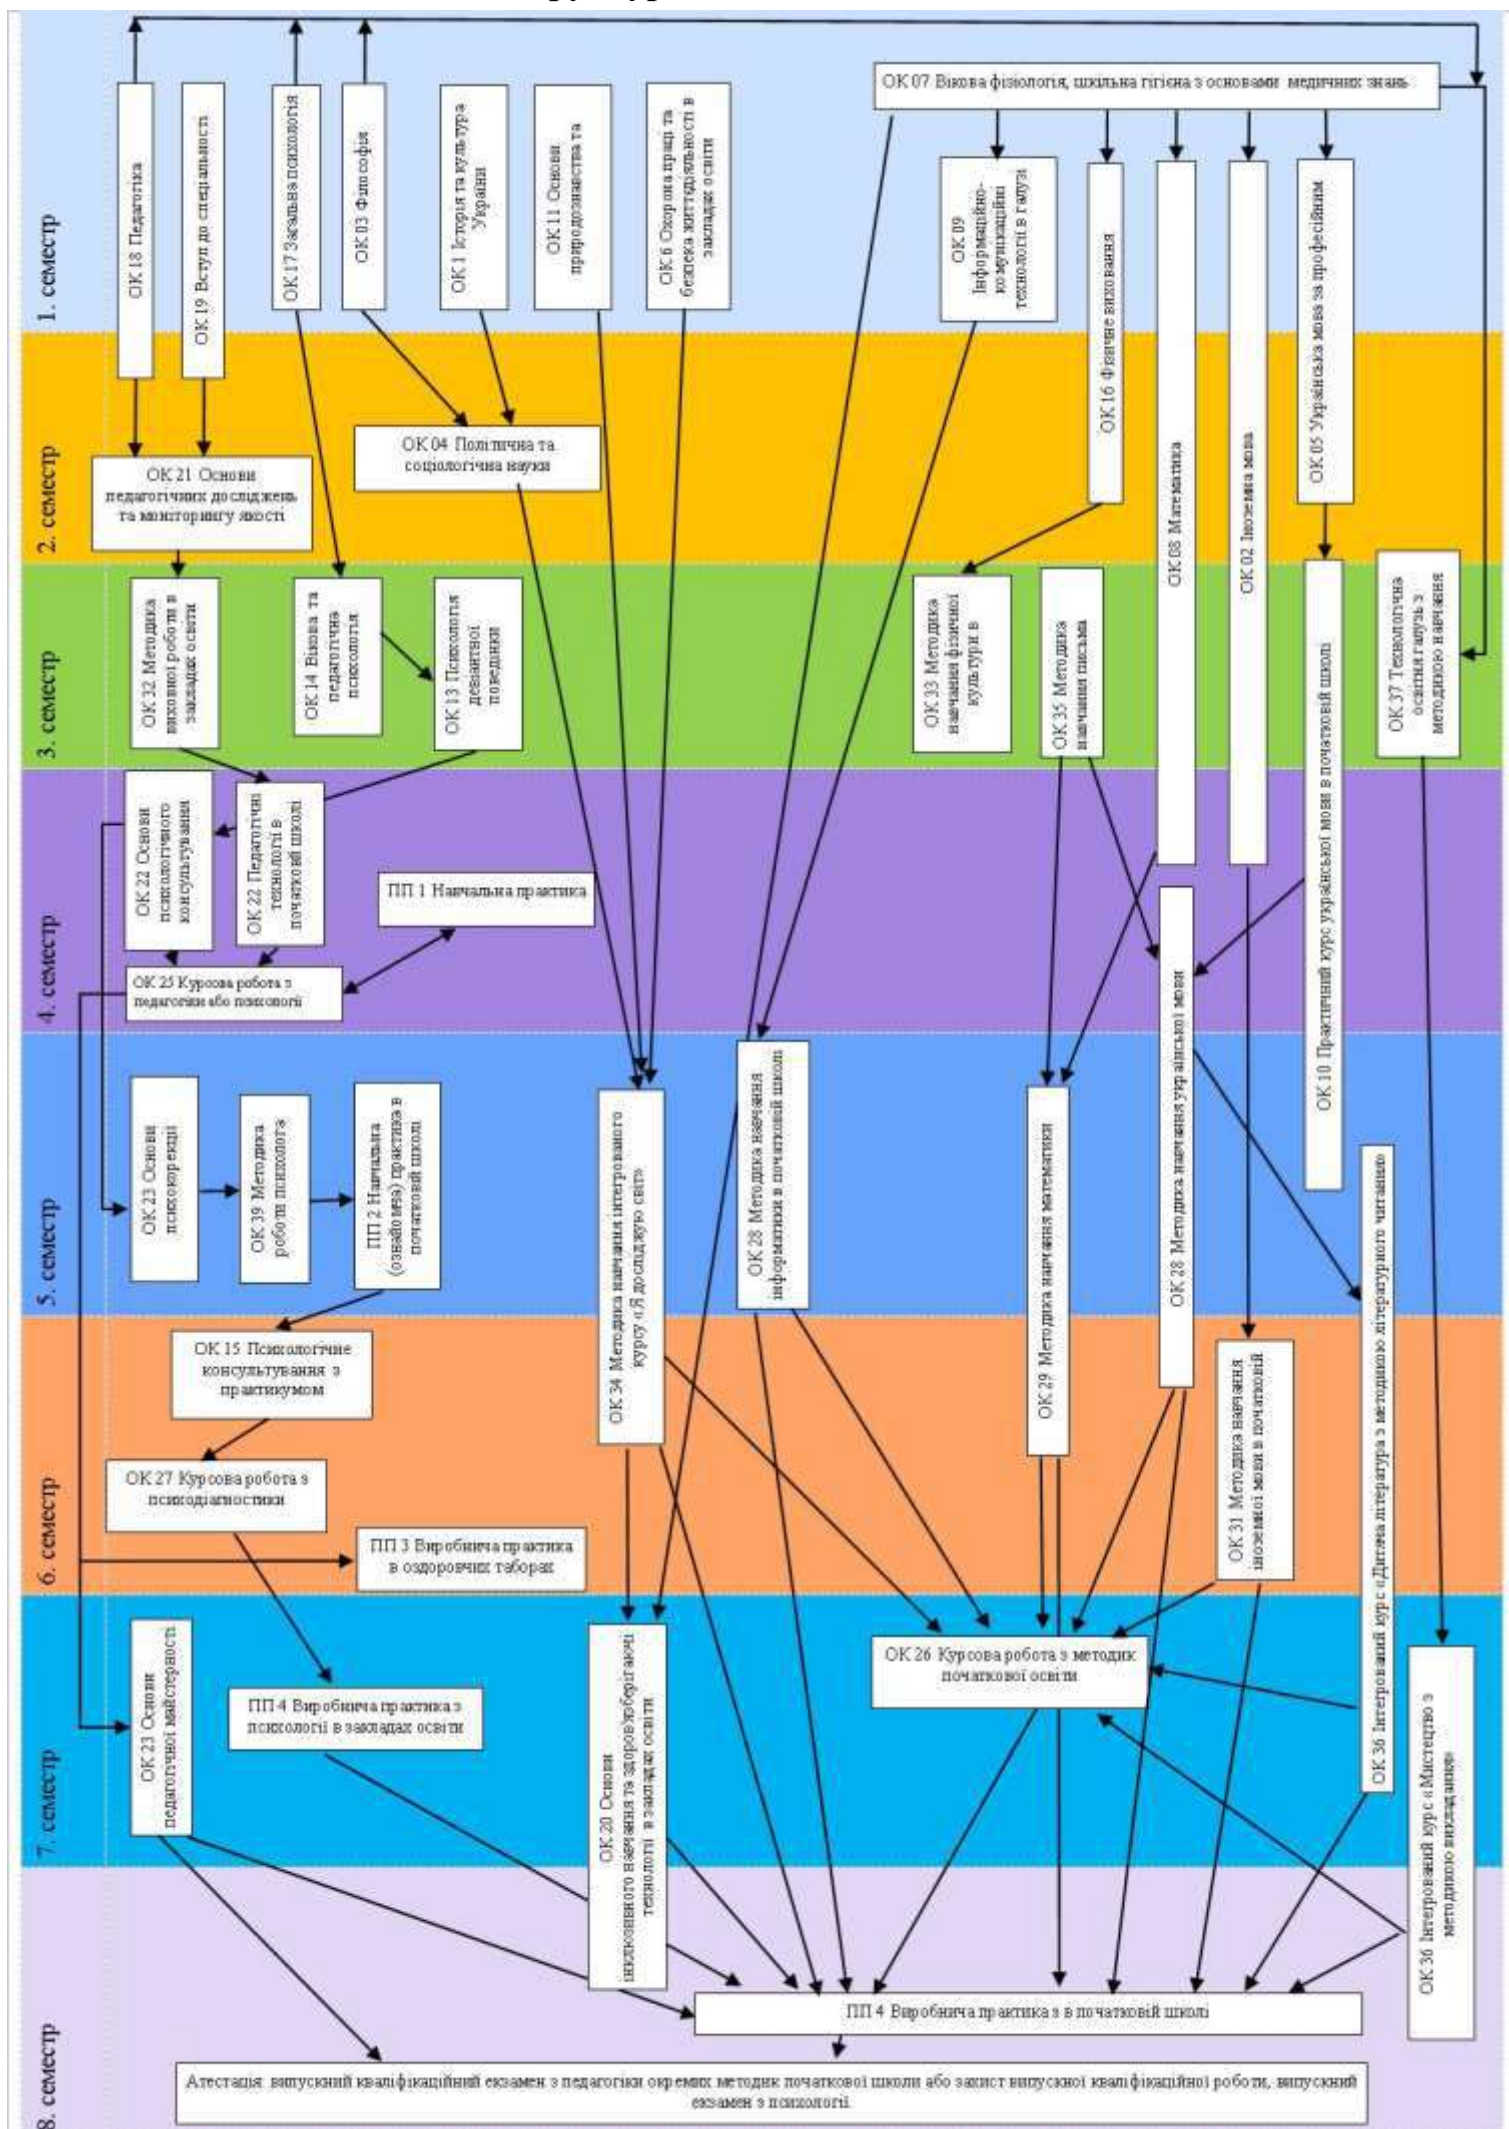 1. семестр
ОК 18 Педагогіка
ОК 19 Вступ до спеціальності
ОК 17 Загальна психологія
ОК 03 Філософія
ОК 1 Історія та культура
України
ОК 11 Основи
природознавства та
ОК 6 Охорона праці та
безпека життєдіяльності в
закладах освіти
ОК 07 Вікова фізіологія, шкільна гігієна з основами медичних знань
ОК 09
Інформаційно-
комунікаційні
технології в галузі
ОК 16 Фізичне виховання
ОК 08 Математика
ОК 02 Іноземна мова
ОК 05 Українська мова за професійним
2. семестр
ОК 21 Основи
педагогічних досліджень
та моніторингу якості
ОК 04 Політична та
соціологічна науки
3. семестр
ОК 32 Методика
виховної роботи в
закладах освіти
ОК 14 Вікова та
педагогічна
психологія
ОК 13 Психологія
девіантної
поведінки
ОК 33 Методика
навчання фізичної
культури в
ОК 35 Методика
навчання письма
ОК 10 Практичний курс української мови в початковій школі
ОК 37 Технологічна
освітня галузь з
методикою навчання
4. семестр
ОК 22 Основи
психологічного
консультування
ОК 22 Педагогічні
технології в
початковій школі
ПП 1 Навчальна практика
ОК 25 Курсова робота з
педагогіки або психології
ОК 28 Методика навчання української мови
5. семестр
ОК 23 Основи
психокорекції
ОК 39 Методика
роботи психолога
ПП 2 Навчальна
(ознайомча) практика в
початковій школі
ОК 34 Методика навчання інтегрованого
курсу «Я досліджую світ»
ОК 28 Методика навчання
інформатики в початковій школі
ОК 29 Методика навчання математики
ОК 36 Інтегрований курс «Дитяча література з методикою літературного читання»
6. семестр
ОК 15 Психологічне
консультування з
практикумом
ОК 27 Курсова робота з
психодіагностики
ПП 3 Виробнича практика
в оздоровчих таборах
ОК 31 Методика навчання
іноземної мови в початковій
7. семестр
ОК 23 Основи
педагогічної майстерності
ПП 4 Виробнича практика з
психології в закладах освіти
ОК 20 Основи
інклюзивного навчання та здоров'язберігаючі
технології в закладах освіти
ОК 26 Курсова робота з методик
початкової освіти
ОК 36 Інтегрований курс «Мистецтво з
методикою викладання»
8. семестр
ПП 4 Виробнича практика з в початковій школі
Атестація: випускний кваліфікаційний екзамен з педагогіки окремих методик початкової школи або захист випускної кваліфікаційної роботи, випускний
екзамен з психології